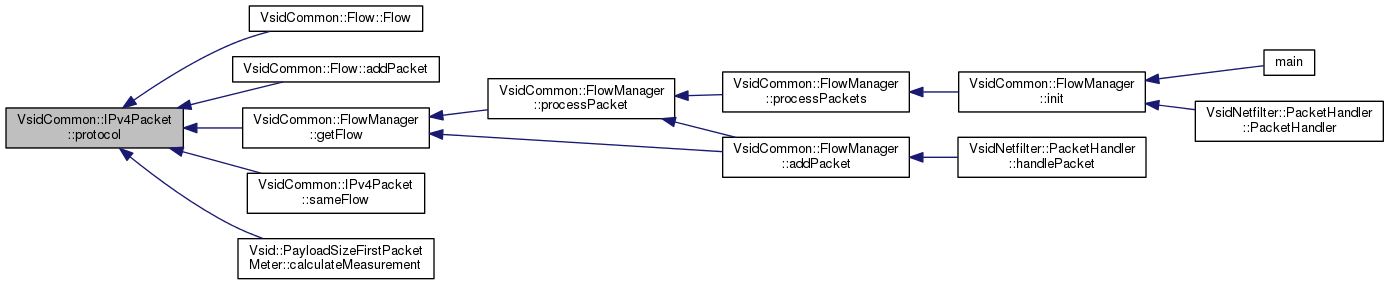 VsidCommon::Flow::Flow
VsidCommon::Flow::addPacket
VsidCommon::IPv4Packet
::protocol
VsidCommon::FlowManager
::getFlow
VsidCommon::IPv4Packet
::sameFlow
Vsid::PayloadSizeFirstPacket
Meter::calculateMeasurement
VsidCommon::FlowManager
::processPacket
VsidCommon::FlowManager
::processPackets
VsidCommon::FlowManager
::addPacket
VsidCommon::FlowManager
::init
VsidNetfilter::PacketHandler
::handlePacket
main
VsidNetfilter::PacketHandler
::PacketHandler